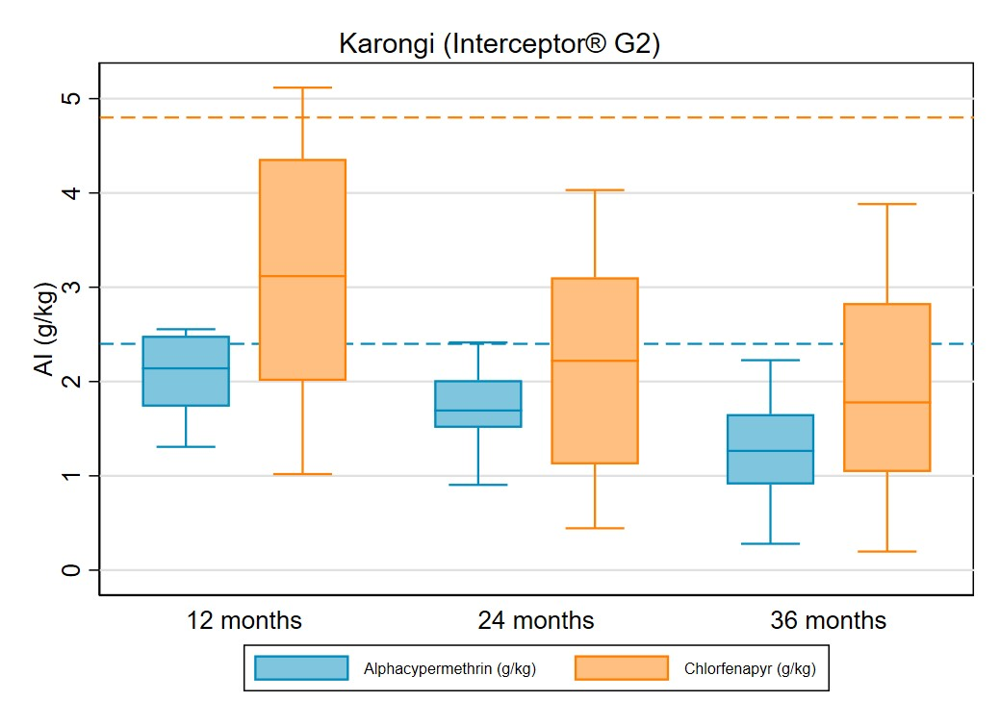 Karongi (Interceptor® G2)
AI (g/kg)
5
4
3
2
1
0
12 months 24 months 36 months
Alphacypermethrin (g/kg) Chlorfenapyr (g/kg)